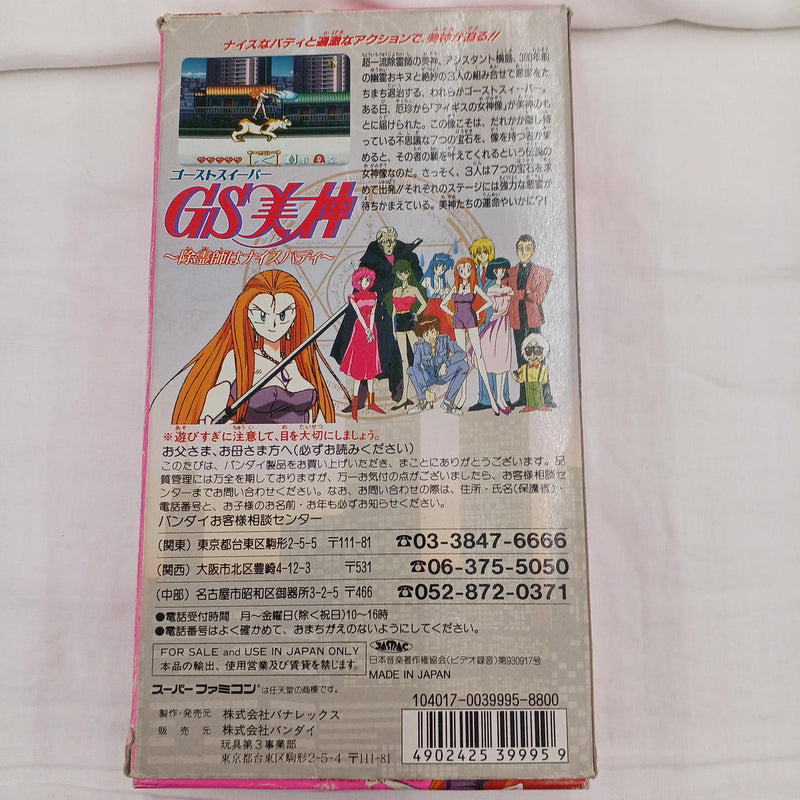 ナイスなバディと過激なアクションで、美神が迫る!!
超一流除霊師の美神、アシスタント横島、300年前
の幽霊おキヌと絶妙の3人の組み合せで悪霊をた
ちまち退治する、われらがゴーストスイーパー。
ある日、厄珍から「アイギスの女神像」が美神のも
とに届けられた。この像こそは、だれかが隠し持
っている不思議な7つの宝石を、像を持つ者が集
めると、その者の願を叶えてくれるという伝説の
女神像なのだ。さっそく、3人は7つの宝石を求
めて出発!!それぞれのステージには強力な悪霊が
待ちかまえている。美神たちの運命やいかに?!
ゴーストスイーパー
GS美神
〜除霊師はナイスバディ〜
※遊びすぎに注意して、目を大切にしましょう。
お父さま、お母さま方へ(必ずお読みください)
このたびは、バンダイ製品をお買い上げいただき、まことにありがとうございます。品
質管理には万全を期しておりますが、万一お気付の点がございましたら、お客様相談セ
ンターまでお問い合わせください。なお、お問い合わせの際は、住所・氏名(保護者)・
電話番号と、お子様のお名前・お年も必ずお知らせください。
バンダイお客様相談センター
(関東) 東京都台東区駒形2-5-5 〒111-81 ☎03-3847-6666
(関西) 大阪市北区豊崎4-12-3 〒531 ☎06-375-5050
(中部) 名古屋市昭和区御器所3-2-5 〒466 ☎052-872-0371
●電話受付時間 月〜金曜日(除く祝日)10〜16時
●電話番号はよく確かめて、おまちがえのないようにしてください。
FOR SALE and USE IN JAPAN ONLY
本品の輸出、使用営業及び賃貸を禁じます。
JASRAC
日本音楽著作権協会(ビデオ録音)第930917号
MADE IN JAPAN
スーパーファミコンは任天堂の商標です。
104017-0039995-8800
製作・発売元 株式会社バナレックス
販売元 株式会社バンダイ
玩具第3事業部
東京都台東区駒形2-5-4 〒111-81
4902425399959